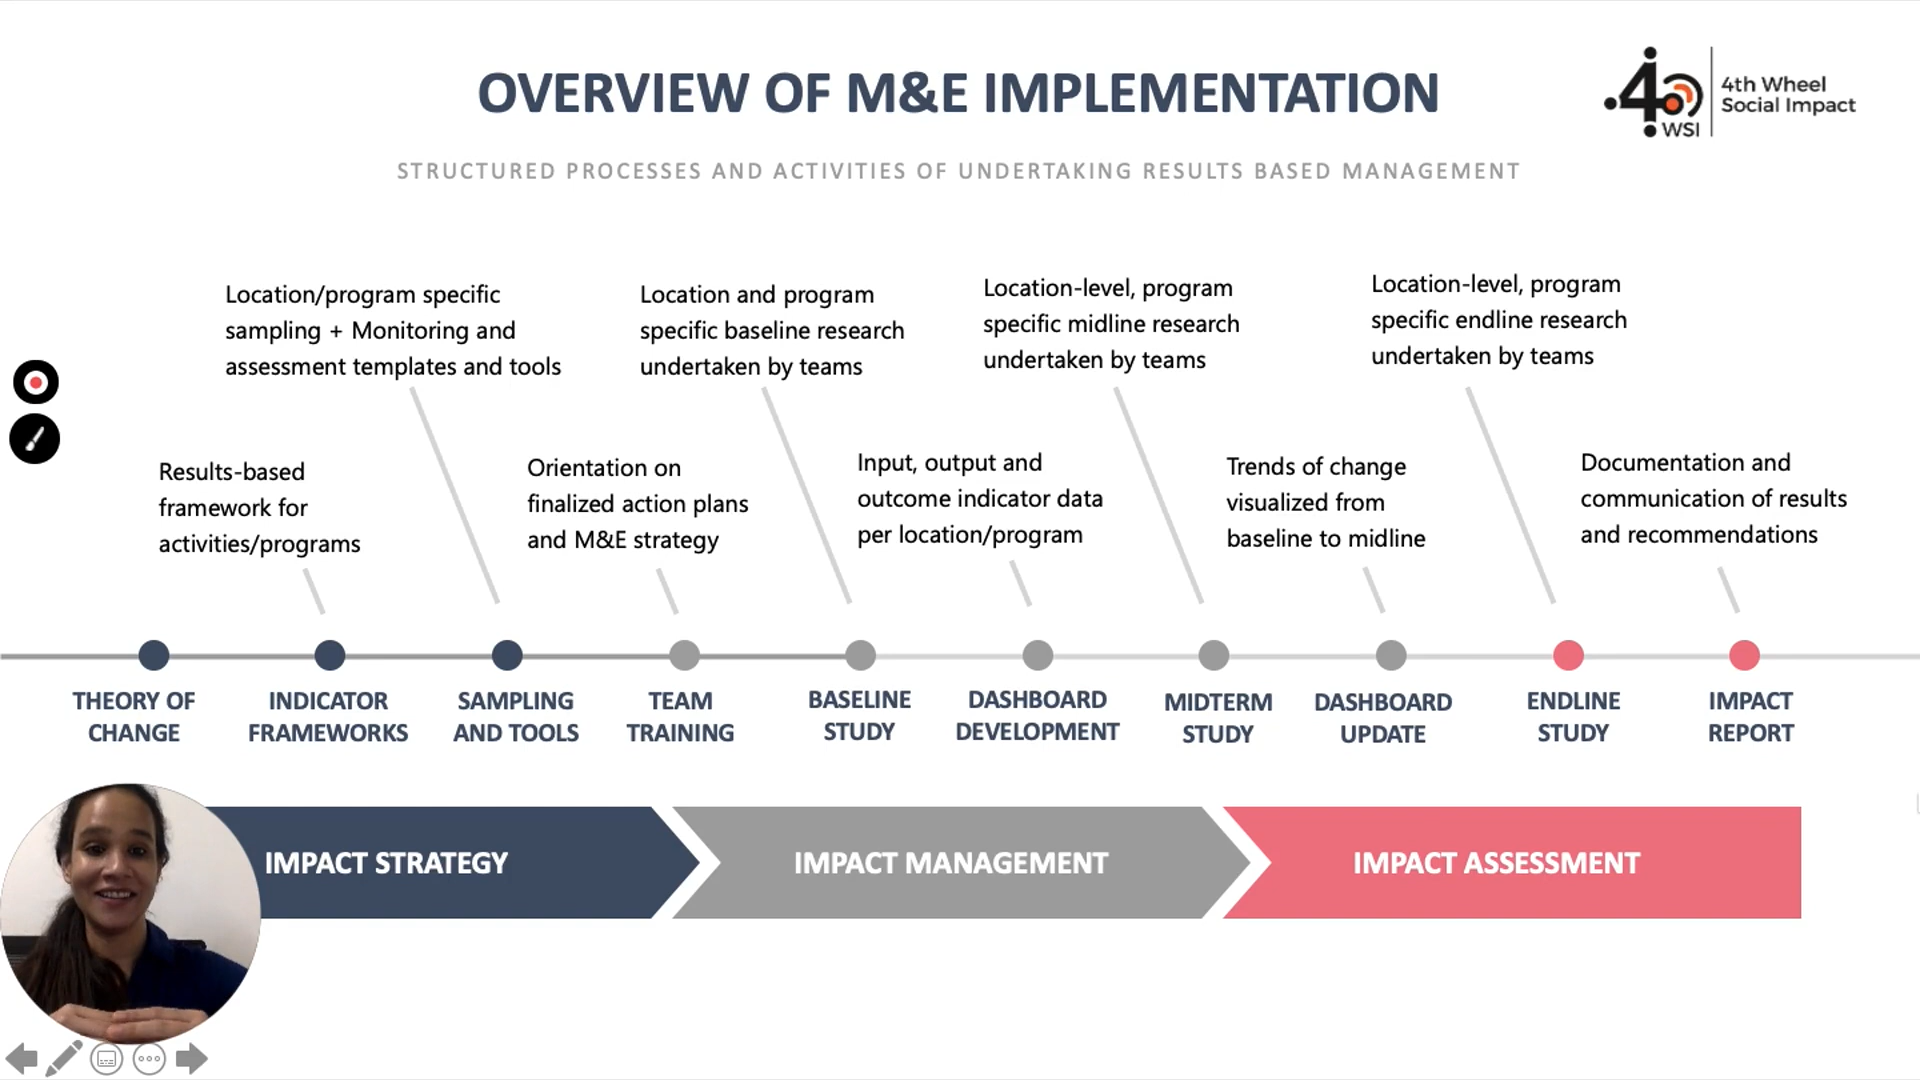 OVERVIEW OF M&E IMPLEMENTATION
4
WSI
4th Wheel
Social Impact
STRUCTURED PROCESSES AND ACTIVITIES OF UNDERTAKING RESULTS BASED MANAGEMENT
Location/program specific
sampling + Monitoring and
assessment templates and tools
Location and program
specific baseline research
undertaken by teams
Location-level, program
specific midline research
undertaken by teams
Location-level, program
specific endline research
undertaken by teams
Results-based
framework for
activities/programs
Orientation on
finalized action plans
and M&E strategy
Input, output and
outcome indicator data
per location/program
Trends of change
visualized from
baseline to midline
Documentation and
communication of results
and recommendations
THEORY OF
CHANGE
INDICATOR
FRAMEWORKS
SAMPLING
AND TOOLS
TEAM
TRAINING
BASELINE
STUDY
DASHBOARD
DEVELOPMENT
MIDTERM
STUDY
DASHBOARD
UPDATE
ENDLINE
STUDY
IMPACT
REPORT
IMPACT STRATEGY
IMPACT MANAGEMENT
IMPACT ASSESSMENT